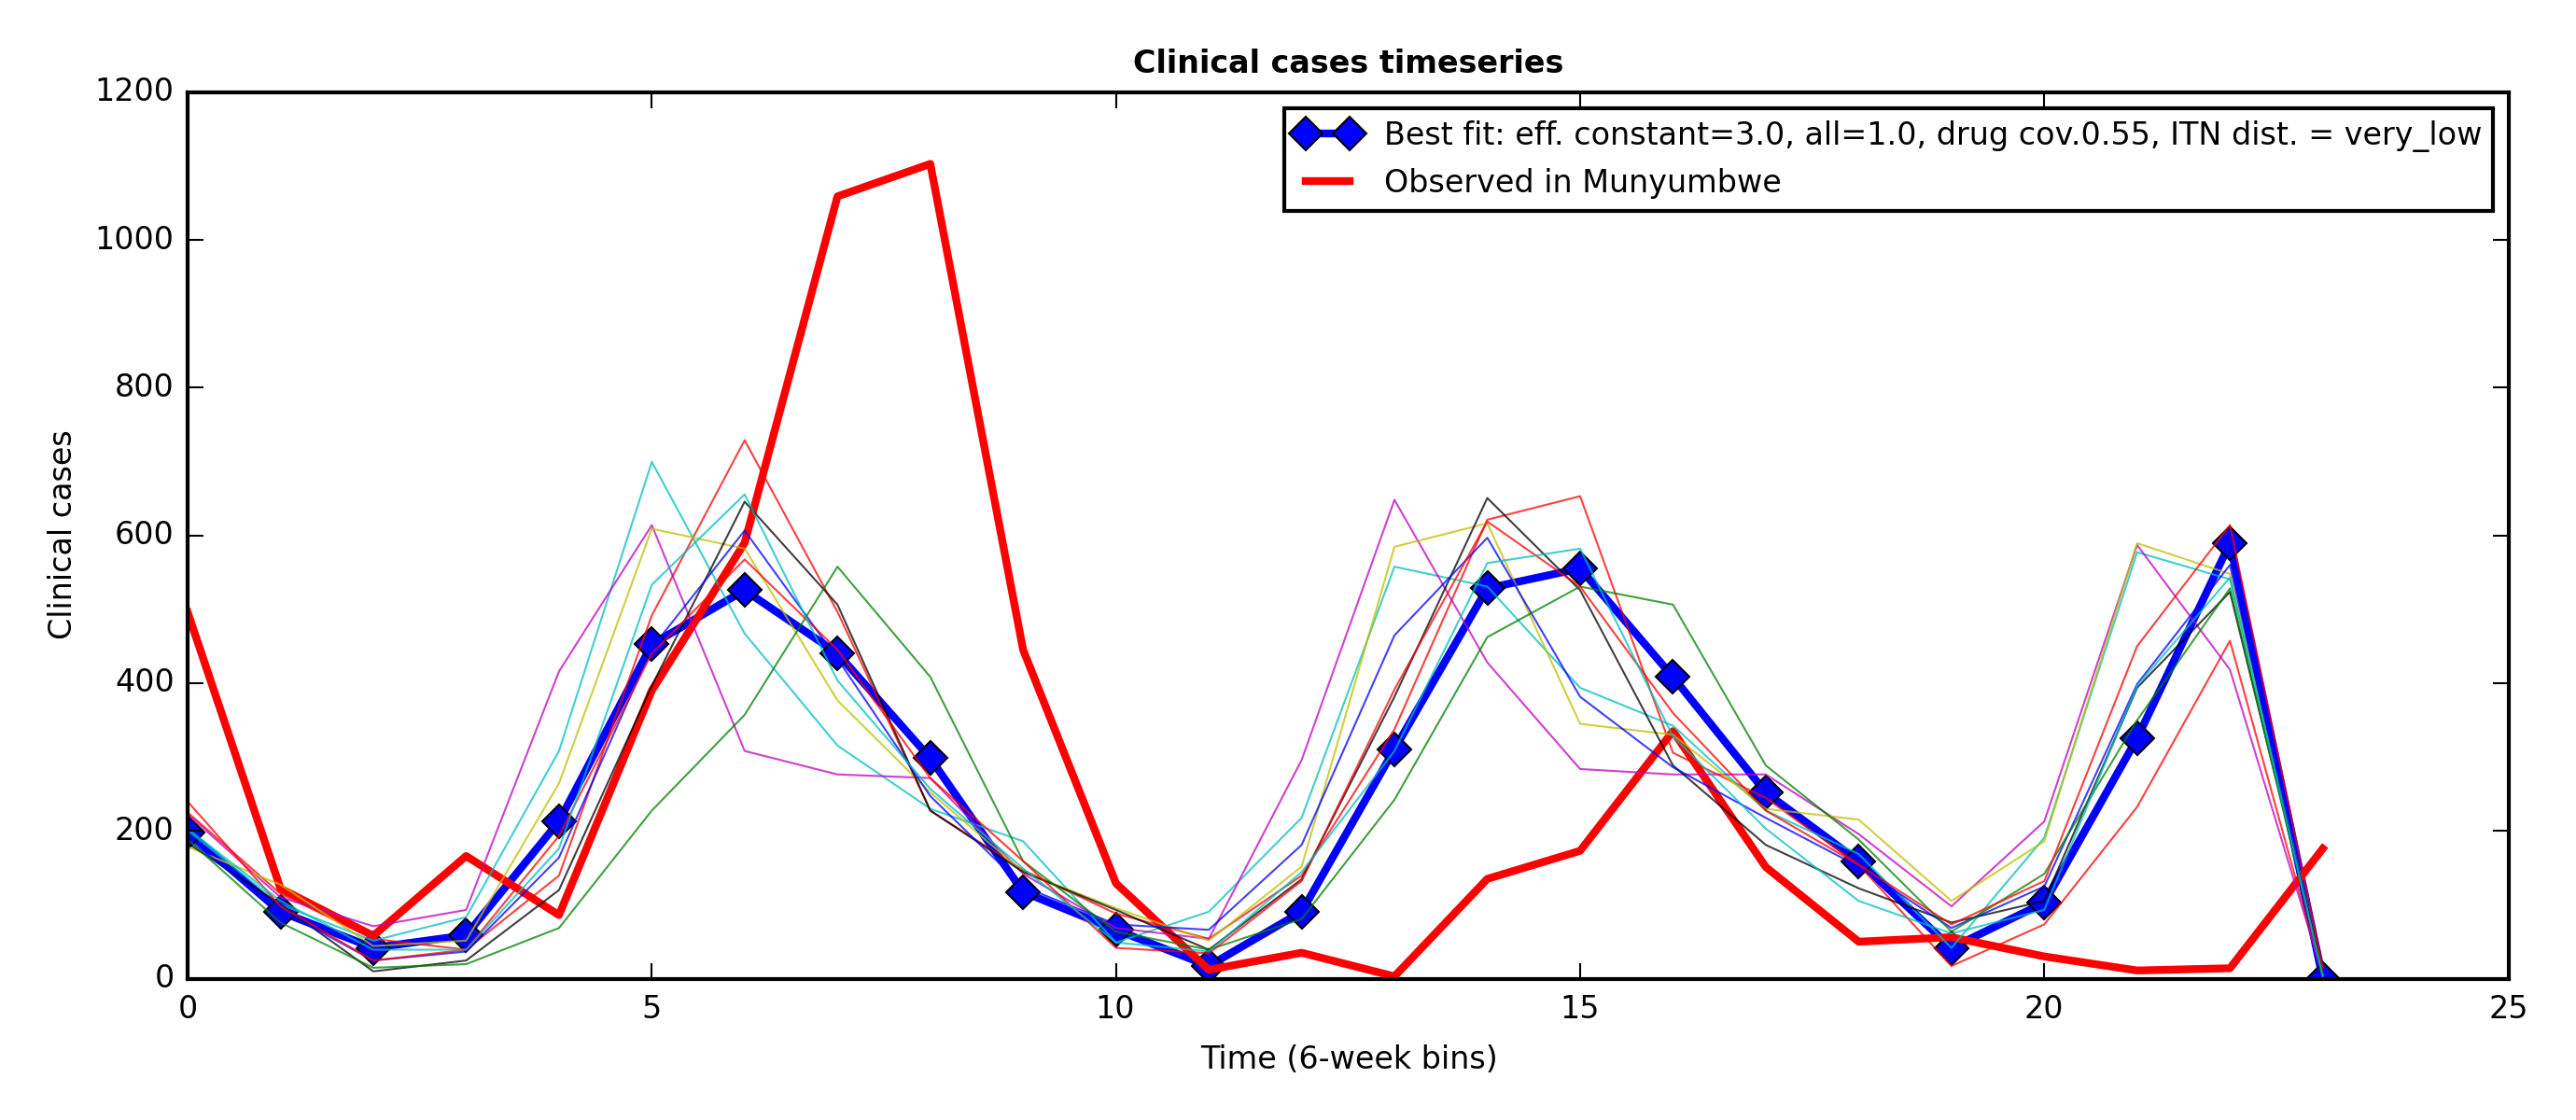 Clinical cases timeseries
1200
1000
800
600
400
200
0
Clinical cases
Best fit: eff. constant=3.0, all=1.0, drug cov.0.55, ITN dist. = very_low
Observed in Munyumbwe
0 5 10 15 20 25
Time (6-week bins)